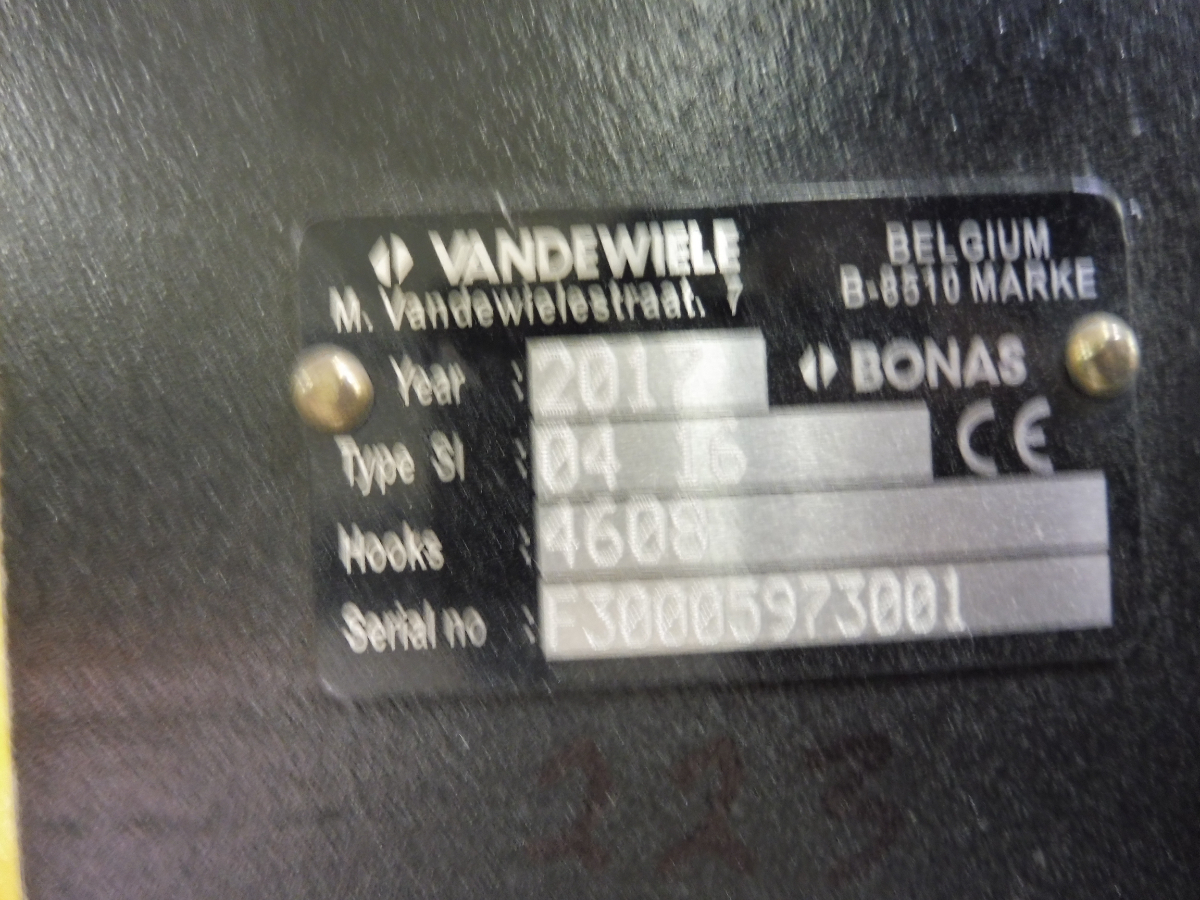 VANDEWIELE
M. Vandewielestraat. 7
BELGIUM
B-8510 MARKE
BONAS
Year : 2017
CE
Type SI : 04 16
Hooks : 4608
Serial no : F30005973001
223